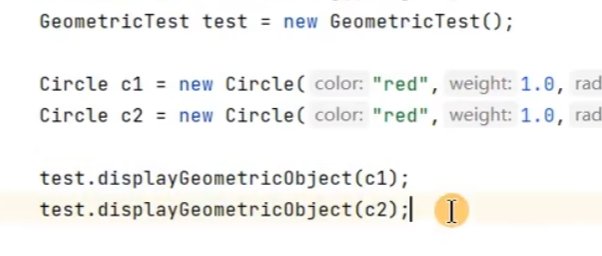 GeometricTest test = new GeometricTest();
Circle c1 = new Circle( color: "red", weight: 1.0, rad
Circle c2 = new Circle( color: "red", weight: 1.0, rad
test.displayGeometricObject(c1);
test.displayGeometricObject(c2);